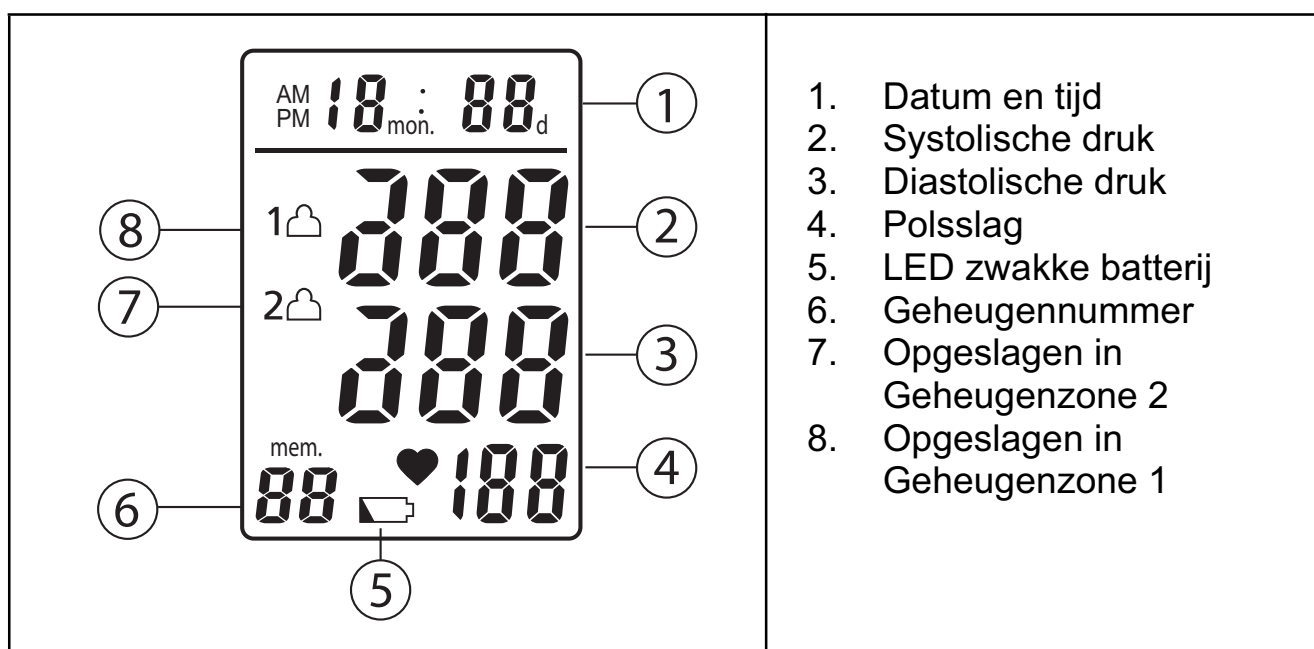 AM
PM
18 mon. : 88 d
1
8
1
288
2
7
2
288
3
mem.
88
188
4
6
5
1. Datum en tijd
2. Systolische druk
3. Diastolische druk
4. Polsslag
5. LED zwakke batterij
6. Geheugennummer
7. Opgeslagen in
Geheugenzone 2
8. Opgeslagen in
Geheugenzone 1